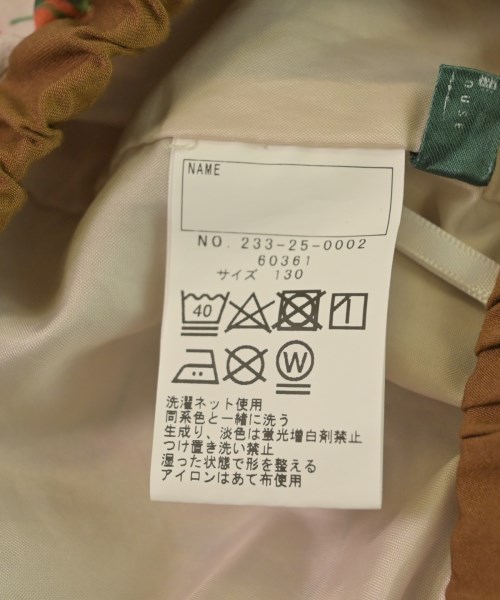 NAME
NO. 233-25-0002
60361
サイズ 130
40
W
洗濯ネット使用
同系色と一緒に洗う
生成り、淡色は蛍光増白剤禁止
つけ置き洗い禁止
湿った状態で形を整える
アイロンはあて布使用
OUSE